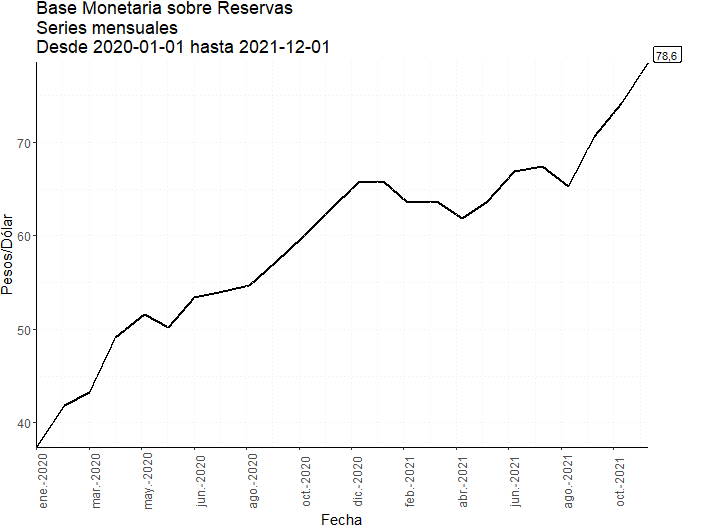 Base Monetaria sobre Reservas
Series mensuales
Desde 2020-01-01 hasta 2021-12-01
78,6
70
60
50
40
Pesos/Dólar
ene.-2020
mar.-2020
may.-2020
jun.-2020
ago.-2020
oct.-2020
dic.-2020
feb.-2021
abr.-2021
jun.-2021
ago.-2021
oct.-2021
Fecha